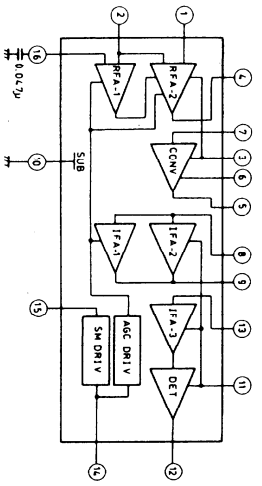 2
1
16
0.047μ
RFA-1
RFA-2
4
7
3
CONV
6
5
10
SUB
IFA-1
IFA-2
8
9
13
IFA-3
15
SM DRIV
AGC DRIV
DET
11
14
12